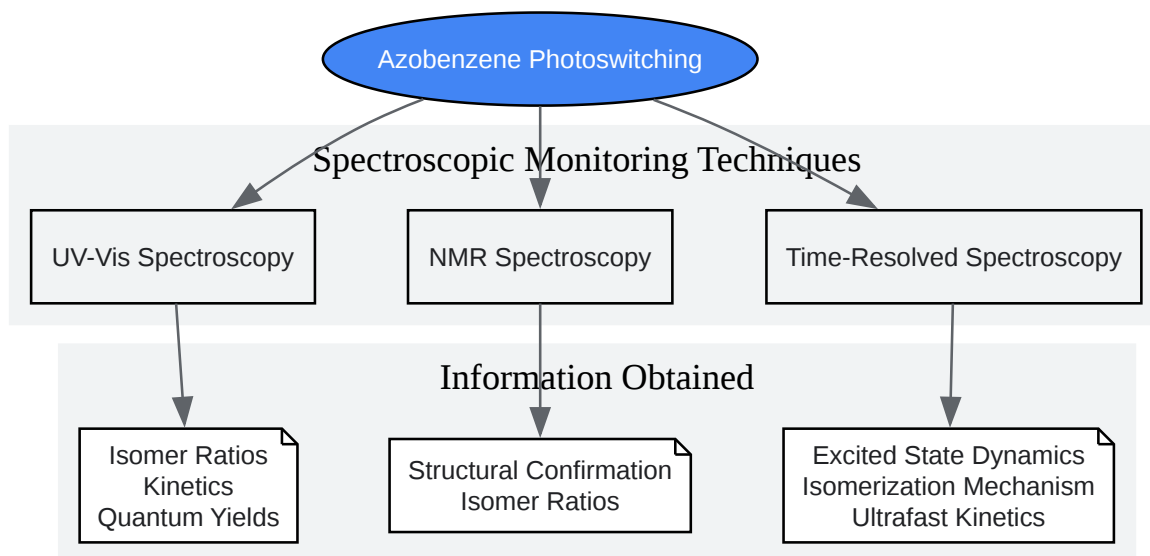 Azobenzene Photoswitching
Spectroscopic Monitoring Techniques
UV-Vis Spectroscopy
NMR Spectroscopy
Time-Resolved Spectroscopy
Information Obtained
Isomer Ratios
Kinetics
Quantum Yields
Structural Confirmation
Isomer Ratios
Excited State Dynamics
Isomerization Mechanism
Ultrafast Kinetics